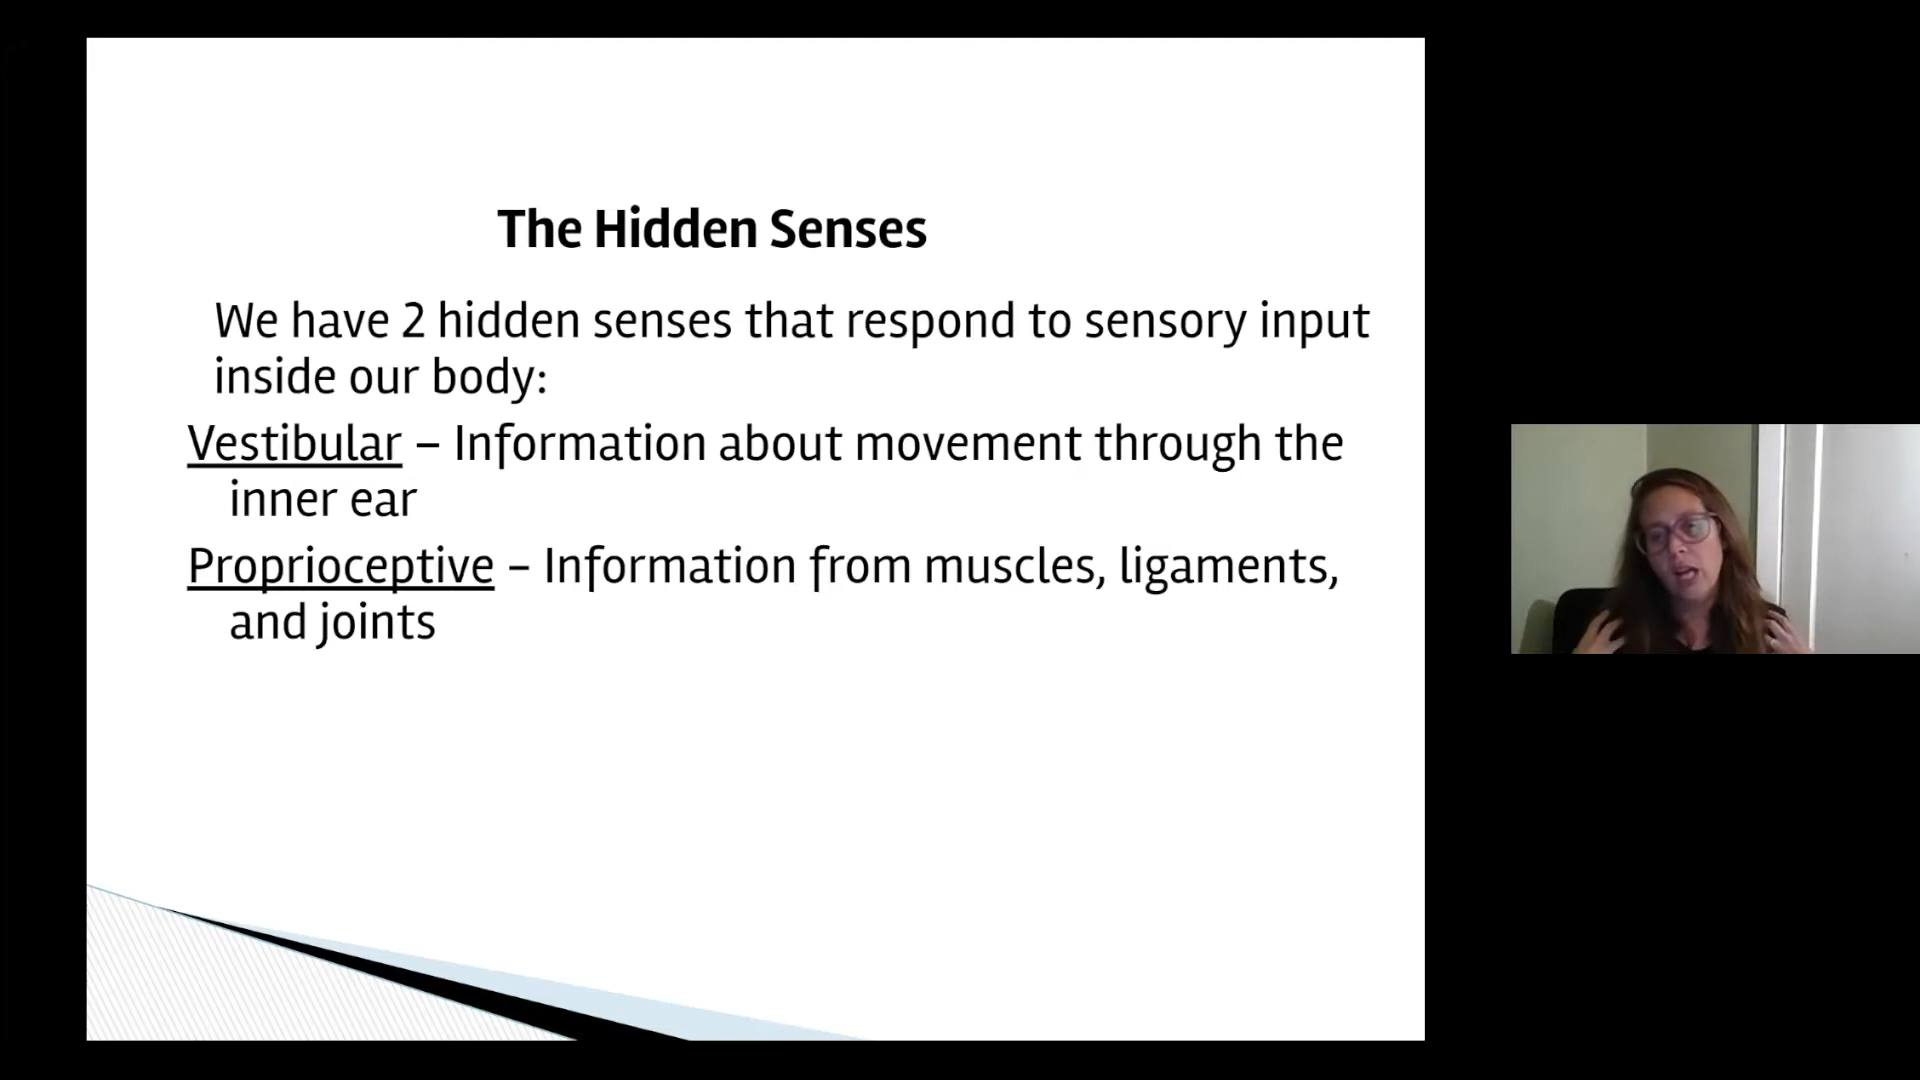 The Hidden Senses
We have 2 hidden senses that respond to sensory input
inside our body:
Vestibular – Information about movement through the
inner ear
Proprioceptive – Information from muscles, ligaments,
and joints